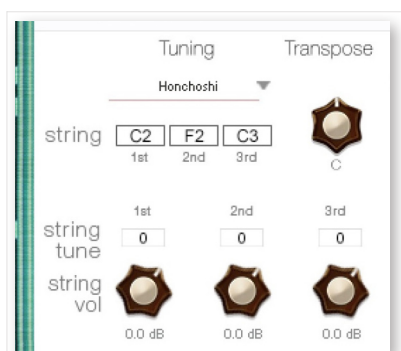 Tuning Transpose
Honchoshi
string C2 F2 C3
1st 2nd 3rd
C
1st 2nd 3rd
string
tune
0 0 0
string
vol
0.0 dB 0.0 dB 0.0 dB